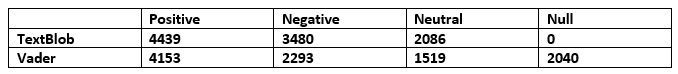 Positive Negative Neutral Null
TextBlob 4439 3480 2086 0
Vader 4153 2293 1519 2040